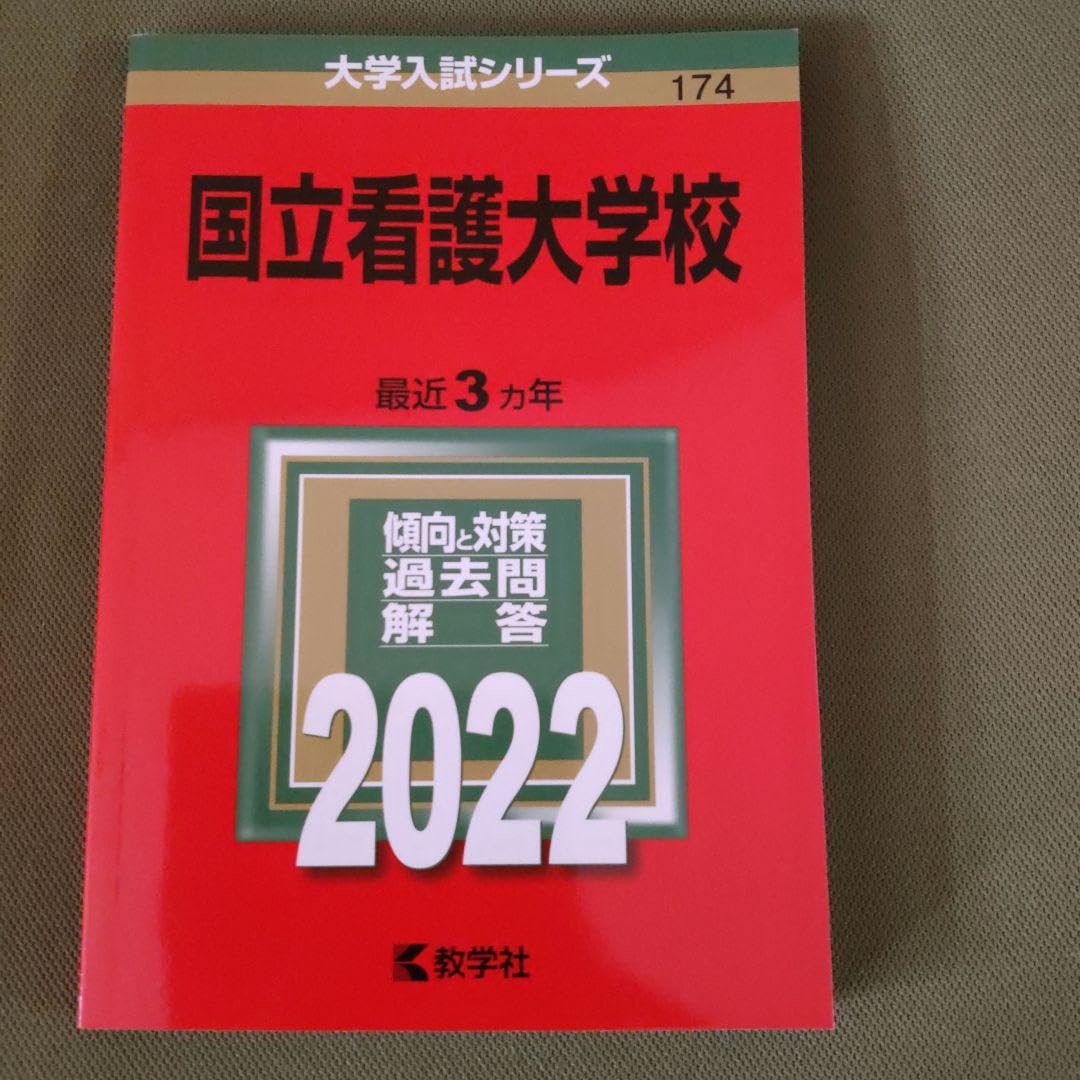 大学入試シリーズ
174
国立看護大学校
最近3ヵ年
傾向と対策
過去問
解答
2022
教学社